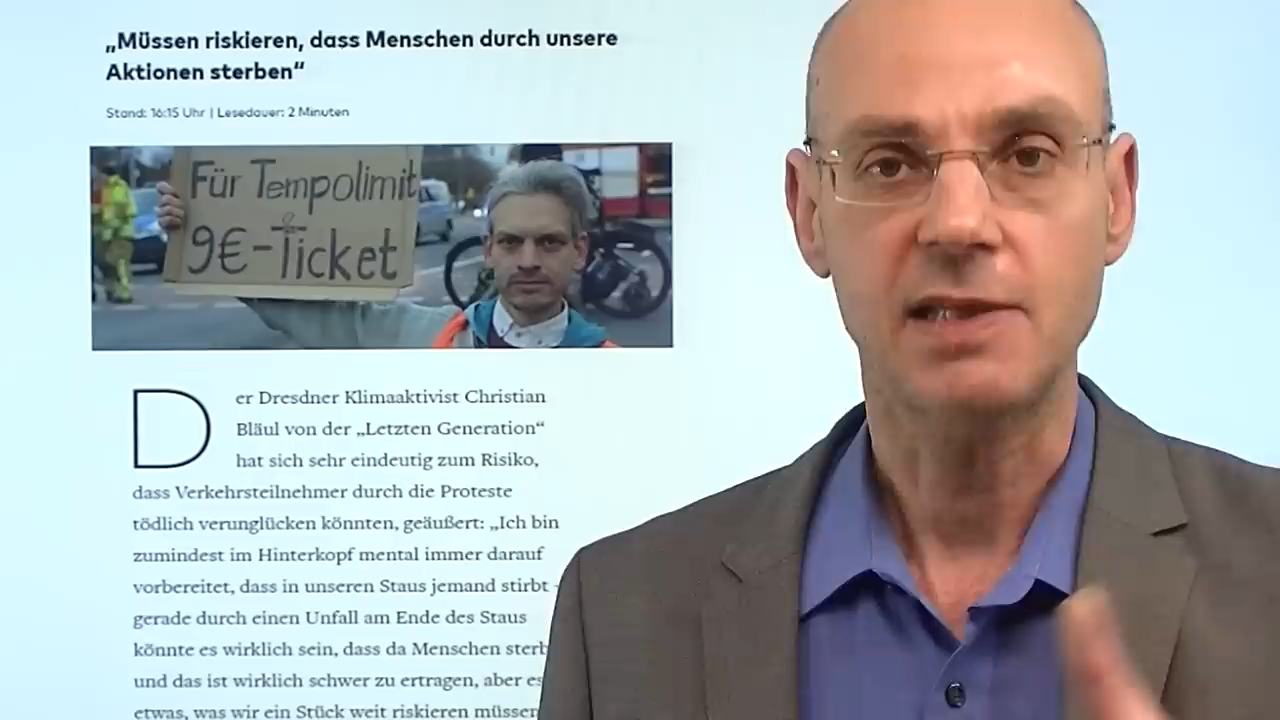 „Müssen riskieren, dass Menschen durch unsere
Aktionen sterben“
Stand: 16:15 Uhr | Lesedauer: 2 Minuten
Für Tempolimit
&
9€-Ticket
Der Dresdner Klimaaktivist Christian
Bläul von der „Letzten Generation“
hat sich sehr eindeutig zum Risiko,
dass Verkehrsteilnehmer durch die Proteste
tödlich verunglücken könnten, geäußert: „Ich bin
zumindest im Hinterkopf mental immer darauf
vorbereitet, dass in unseren Staus jemand stirbt -
gerade durch einen Unfall am Ende des Staus
könnte es wirklich sein, dass da Menschen sterb
und das ist wirklich schwer zu ertragen, aber es
etwas, was wir ein Stück weit riskieren müssen